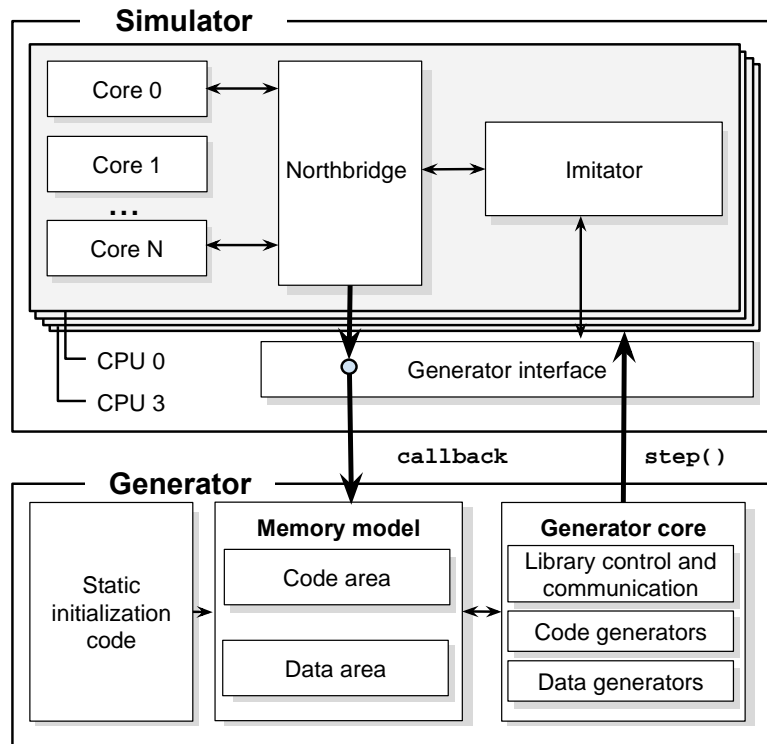 Simulator
Core 0
Core 1
...
Core N
Northbridge
Imitator
CPU 0
CPU 3
Generator interface
callback
step()
Generator
Static
initialization
code
Memory model
Code area
Data area
Generator core
Library control and
communication
Code generators
Data generators